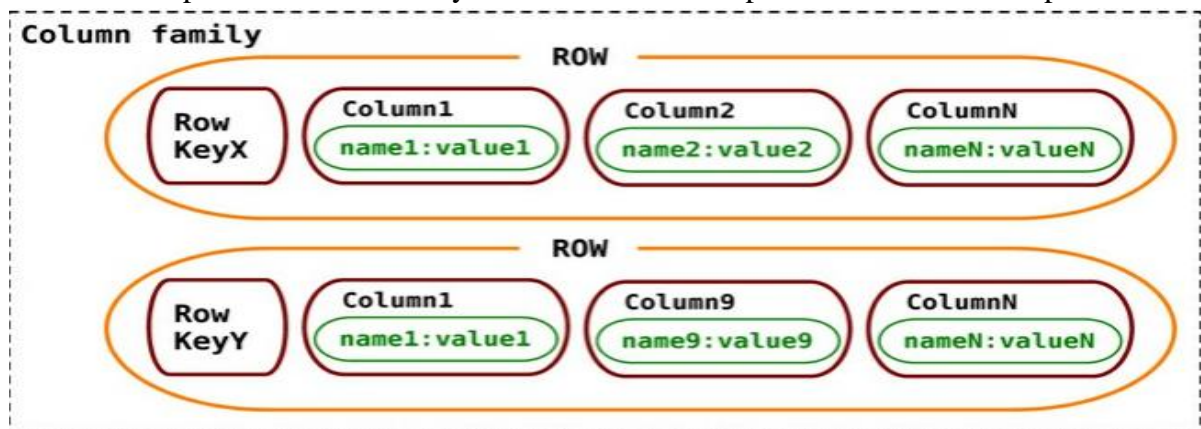 Column family
ROW
Row
KeyX
Column1
name1:value1
Column2
name2:value2
ColumnN
nameN:valueN
ROW
Row
KeyY
Column1
name1:value1
Column9
name9:value9
ColumnN
nameN:valueN